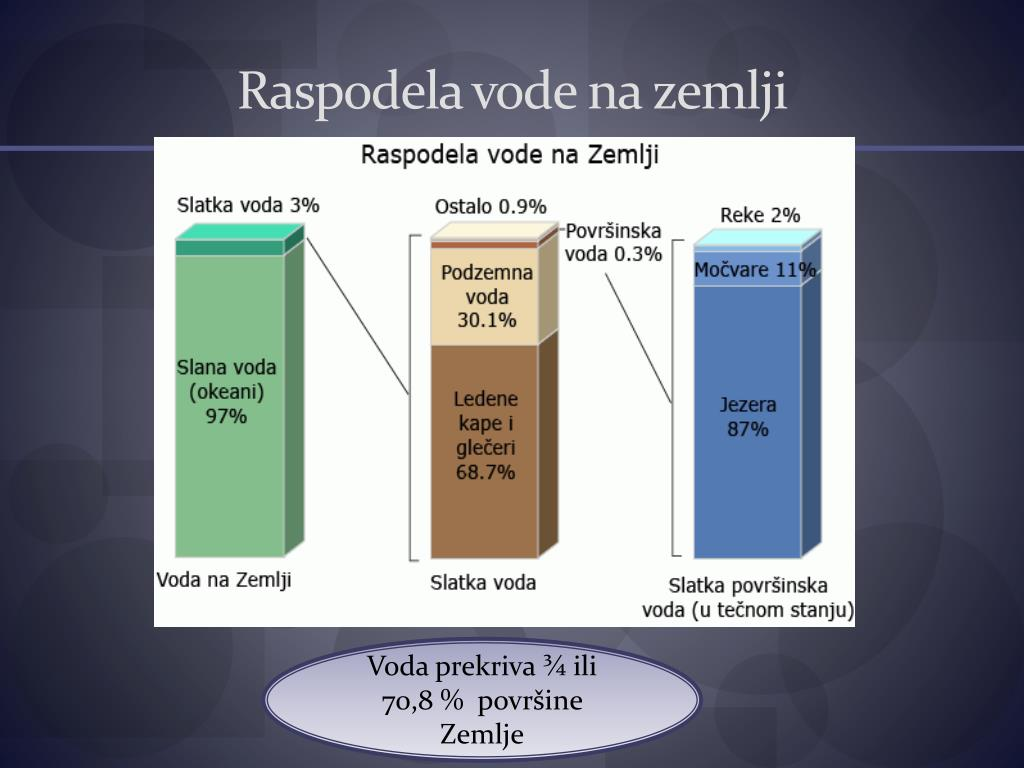 Raspodela vode na zemlji
Raspodela vode na Zemlji
Slatka voda 3%
Slana voda
(okeani)
97%
Voda na Zemlji
Ostalo 0.9%
Površinska
voda 0.3%
Podzemna
voda
30.1%
Ledene
kape i
glečeri
68.7%
Slatka voda
Reke 2%
Močvare 11%
Jezera
87%
Slatka površinska
voda (u tečnom stanju)
Voda prekriva ¾ ili
70,8 % površine
Zemlje